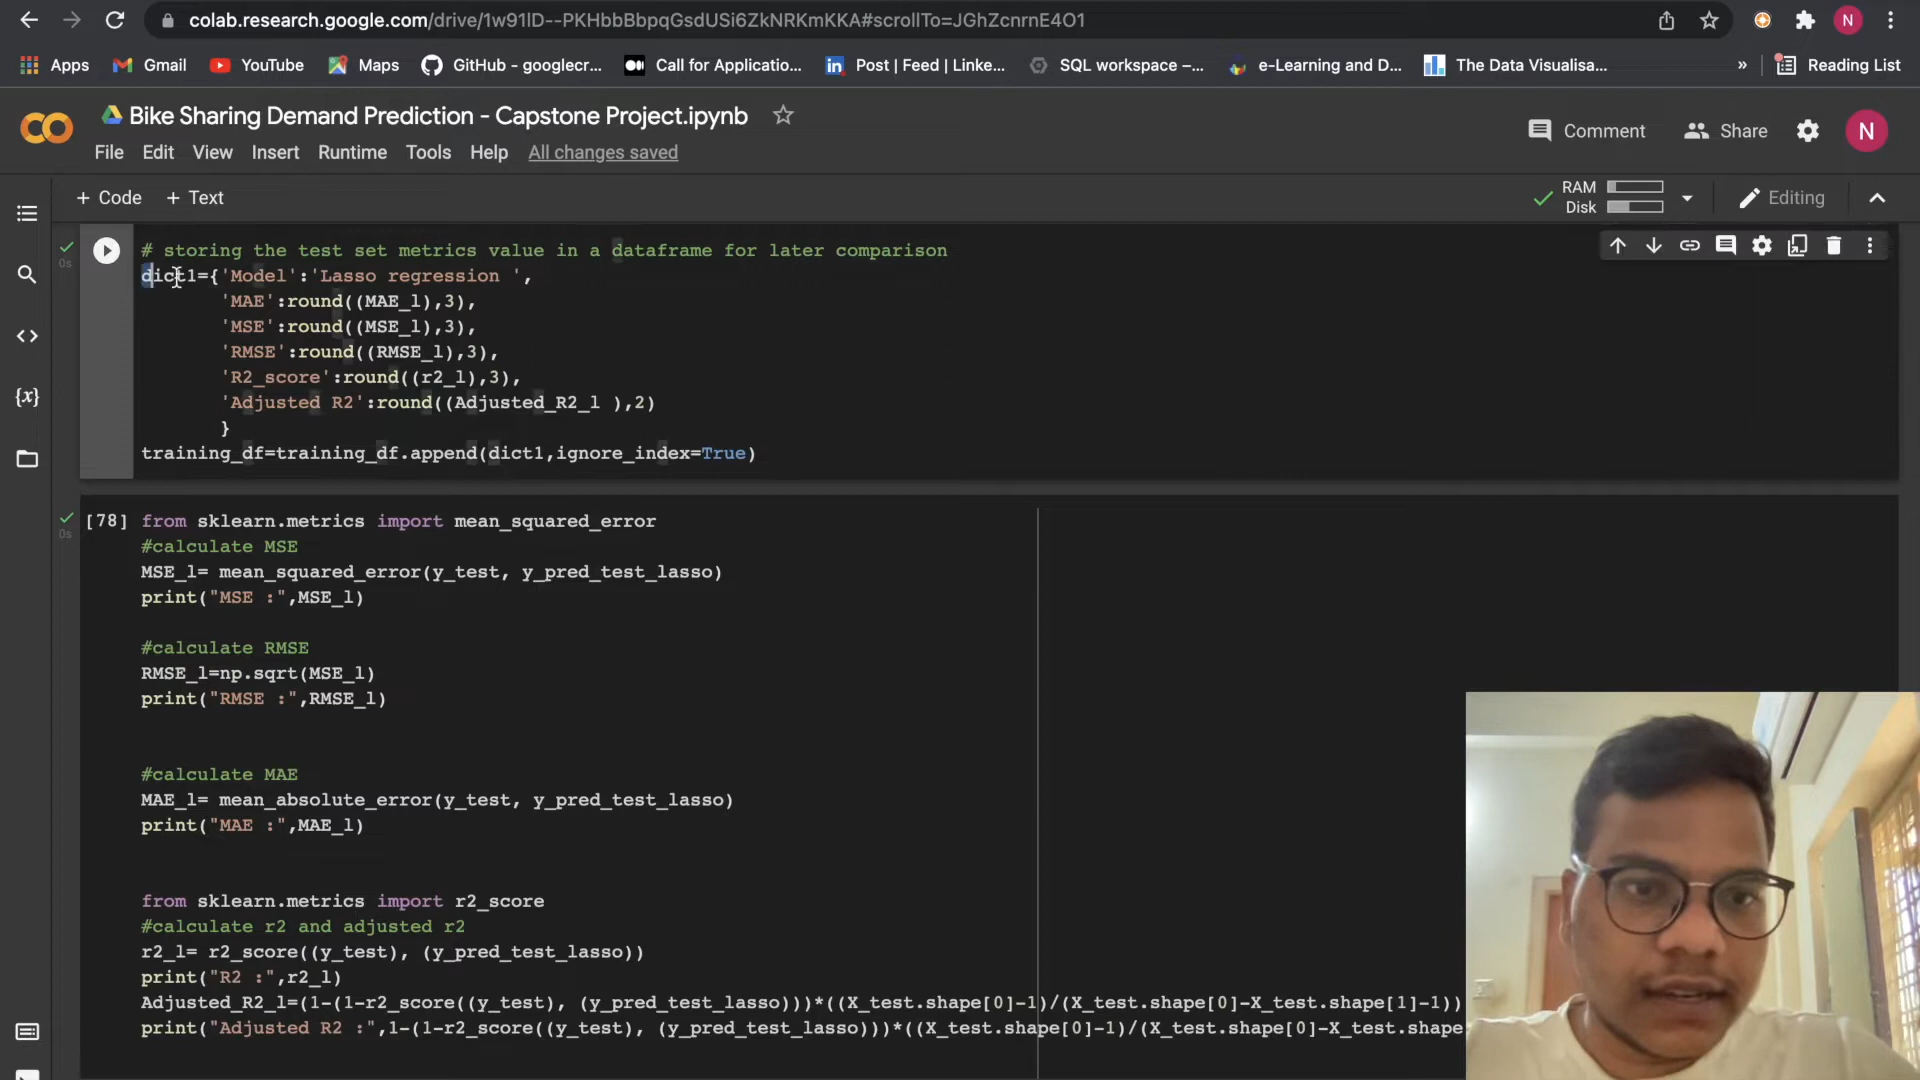 colab.research.google.com/drive/1w91lD--PKHbbBbpqGsdUSi6ZkNRKmKKA#scrollTo=JGhZcnrnE4O1
N
Apps Gmail YouTube Maps GitHub - googlecr... Call for Applicatio... Post | Feed | Linke... SQL workspace –... e-Learning and D... The Data Visualisa... » Reading List
Bike Sharing Demand Prediction - Capstone Project.ipynb
Comment Share N
File Edit View Insert Runtime Tools Help All changes saved
+ Code + Text
RAM
Disk
Editing
# storing the test set metrics value in a dataframe for later comparison
0s
dict1={'Model':'Lasso regression ',
'MAE':round((MAE_l),3),
'MSE':round((MSE_l),3),
'RMSE':round((RMSE_l),3),
'R2_score':round((r2_l),3),
'Adjusted R2':round((Adjusted_R2_l ),2)
}
training_df=training_df.append(dict1,ignore_index=True)
[78] from sklearn.metrics import mean_squared_error
0s
#calculate MSE
MSE_l= mean_squared_error(y_test, y_pred_test_lasso)
print("MSE :",MSE_l)
#calculate RMSE
RMSE_l=np.sqrt(MSE_l)
print("RMSE :",RMSE_l)
#calculate MAE
MAE_l= mean_absolute_error(y_test, y_pred_test_lasso)
print("MAE :",MAE_l)
from sklearn.metrics import r2_score
#calculate r2 and adjusted r2
r2_l= r2_score((y_test), (y_pred_test_lasso))
print("R2 :",r2_l)
Adjusted_R2_l=(1-(1-r2_score((y_test), (y_pred_test_lasso)))*((X_test.shape[0]-1)/(X_test.shape[0]-X_test.shape[1]-1))
print("Adjusted R2 :",1-(1-r2_score((y_test), (y_pred_test_lasso)))*((X_test.shape[0]-1)/(X_test.shape[0]-X_test.shape